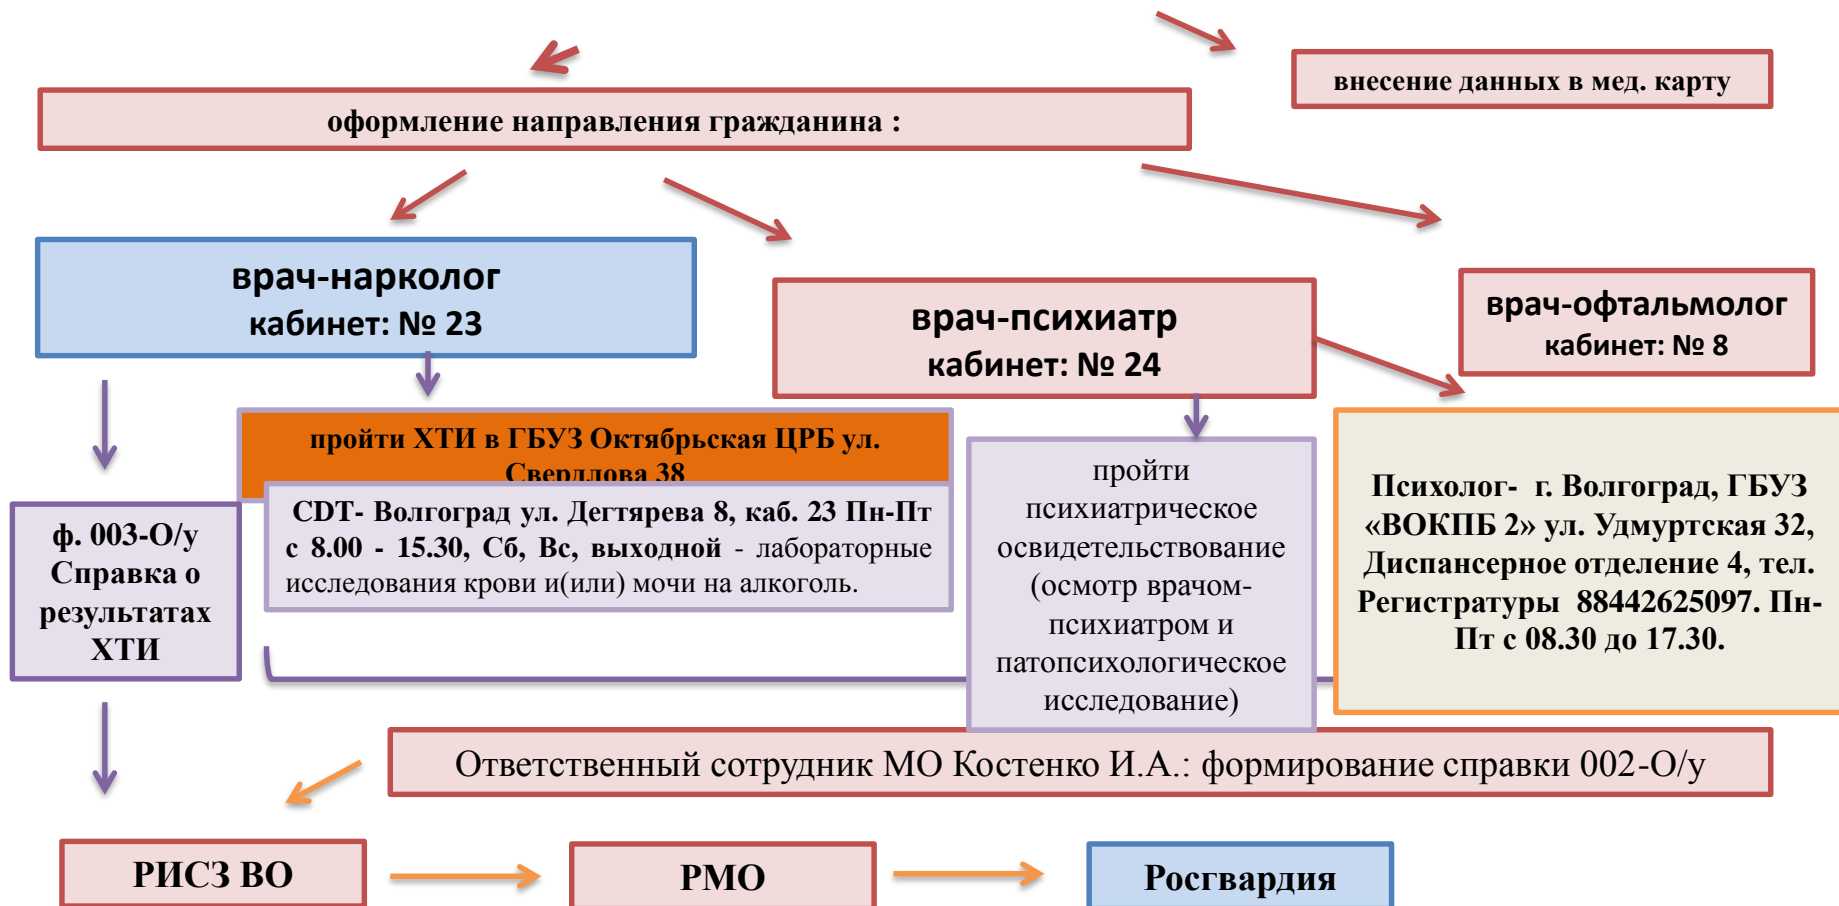 внесение данных в мед. карту
оформление направления гражданина :
врач-нарколог
кабинет: № 23
врач-психиатр
кабинет: № 24
врач-офтальмолог
кабинет: № 8
пройти ХТИ в ГБУЗ Октябрьская ЦРБ ул.
Свердлова 38
CDT- Волгоград ул. Дегтярева 8, каб. 23 Пн-Пт
с 8.00 - 15.30, Сб, Вс, выходной - лабораторные
исследования крови и(или) мочи на алкоголь.
ф. 003-О/у
Справка о
результатах
ХТИ
пройти
психиатрическое
освидетельствование
(осмотр врачом-
психиатром и
патопсихологическое
исследование)
Психолог- г. Волгоград, ГБУЗ
«ВОКПБ 2» ул. Удмуртская 32,
Диспансерное отделение 4, тел.
Регистратуры 88442625097. Пн-
Пт с 08.30 до 17.30.
Ответственный сотрудник МО Костенко И.А.: формирование справки 002-О/у
РИСЗ ВО
РМО
Росгвардия